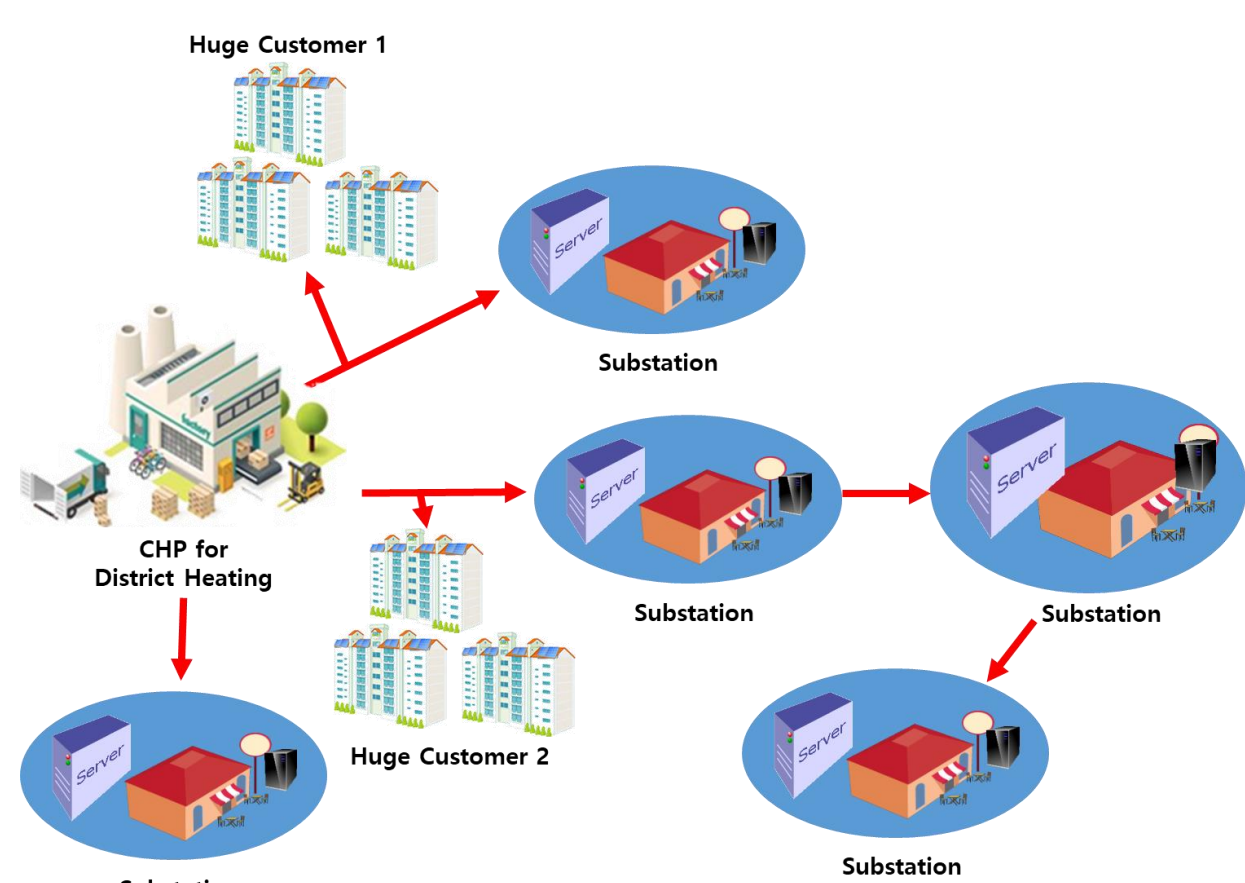 Huge Customer 1
Server
Substation
factory
Server
Server
CHP for
District Heating
Substation
Substation
Server
Server
Huge Customer 2
Substation